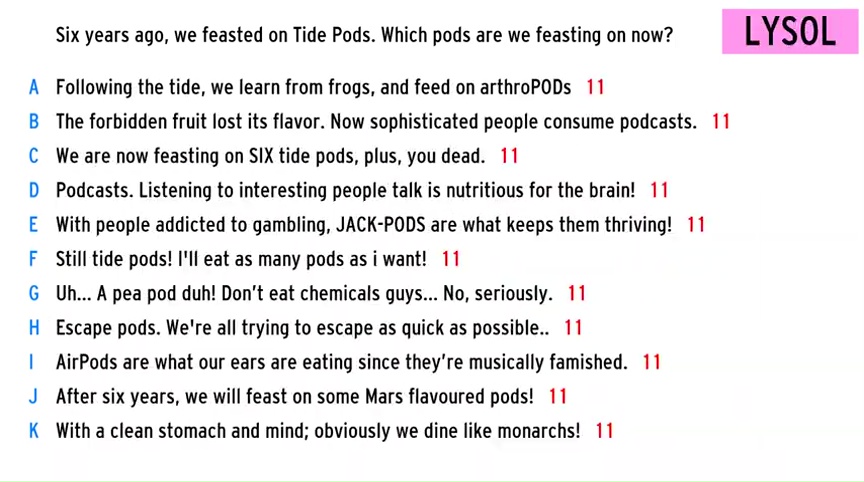 Six years ago, we feasted on Tide Pods. Which pods are we feasting on now?
LYSOL
A Following the tide, we learn from frogs, and feed on arthroPODs 11
B The forbidden fruit lost its flavor. Now sophisticated people consume podcasts. 11
C We are now feasting on SIX tide pods, plus, you dead. 11
D Podcasts. Listening to interesting people talk is nutritious for the brain! 11
E With people addicted to gambling, JACK-PODS are what keeps them thriving! 11
F Still tide pods! I'll eat as many pods as i want! 11
G Uh... A pea pod duh! Don't eat chemicals guys... No, seriously. 11
H Escape pods. We're all trying to escape as quick as possible.. 11
I AirPods are what our ears are eating since they're musically famished. 11
J After six years, we will feast on some Mars flavoured pods! 11
K With a clean stomach and mind; obviously we dine like monarchs! 11